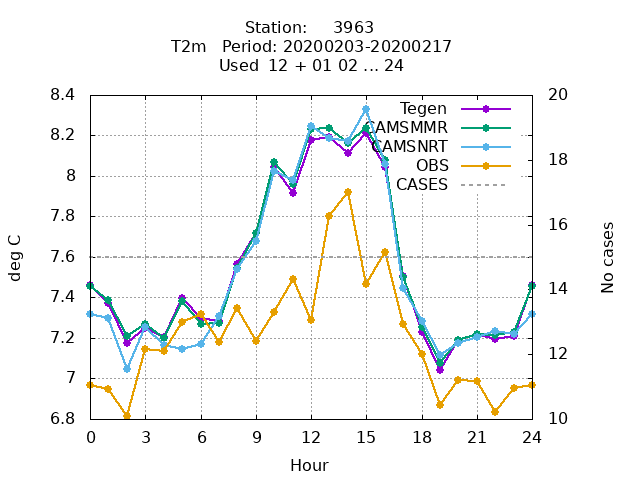 Station: 3963
T2m Period: 20200203-20200217
Used 12 + 01 02 ... 24
8.4
8.2
8
7.8
7.6
7.4
7.2
7
6.8
deg C
20
18
16
14
12
10
No cases
Tegen
CAMSMMR
CAMSNRT
OBS
CASES
0 3 6 9 12 15 18 21 24
Hour